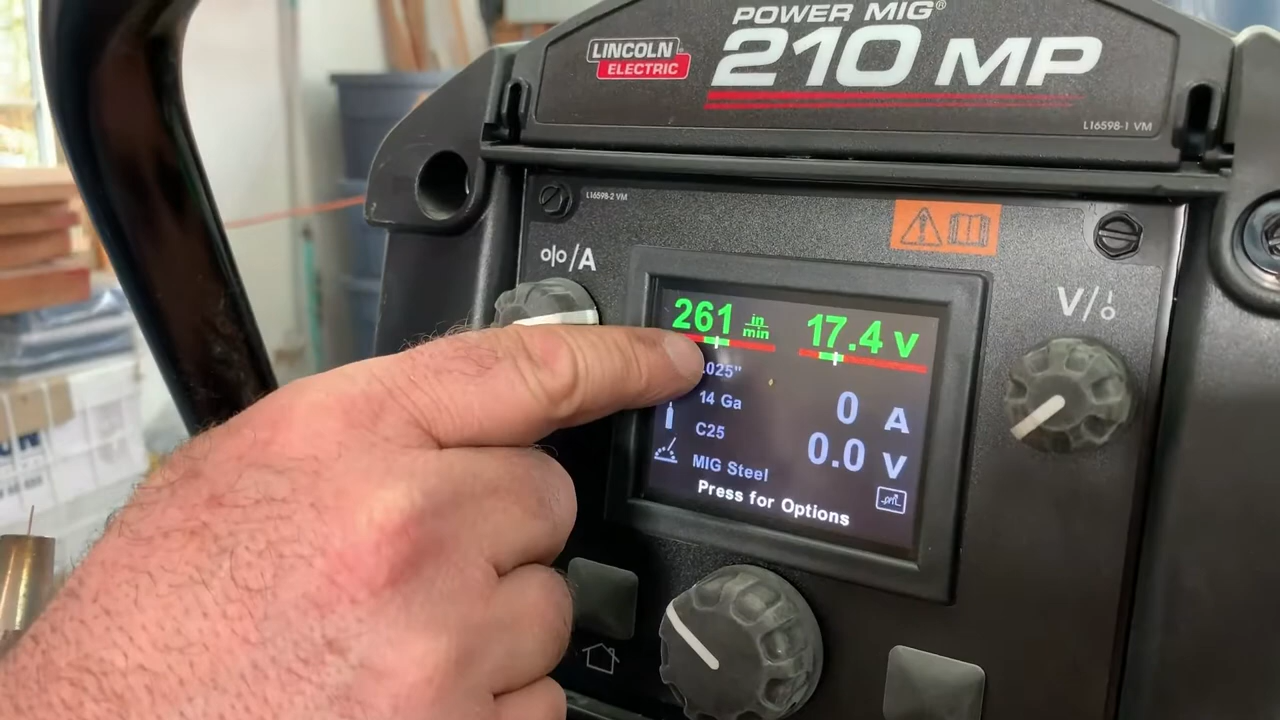 POWER MIG®
LINCOLN
ELECTRIC
210 MP
L16598-1 VM
L16598-2 VM
V/
/A
261 in/min
17.4 V
.025"
14 Ga
0 A
C25
0.0 V
MIG Steel
Press for Options